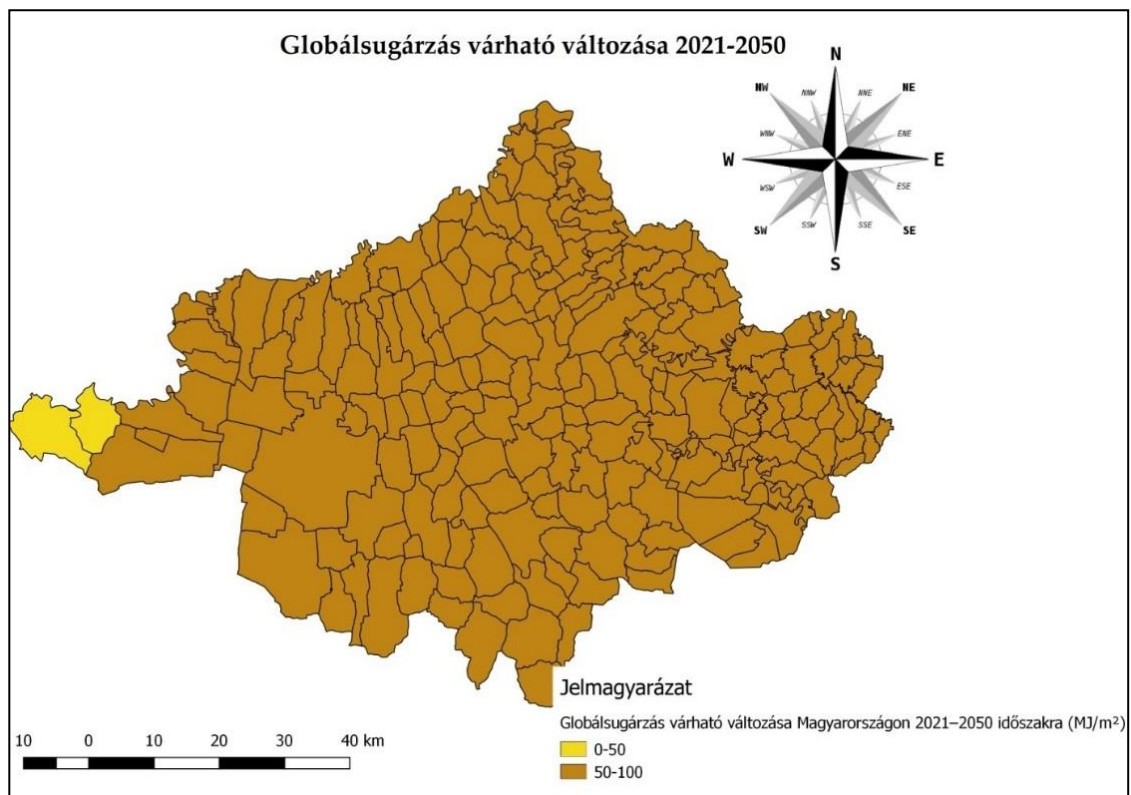 Globálsugárzás várható változása 2021-2050
N
NNW
NNE
NW
NE
WNW
ENE
W
E
WSW
ESE
SW
SSW
SSE
SE
S
Jelmagyarázat
Globálsugárzás várható változása Magyarországon 2021–2050 időszakra (MJ/m²)
0-50
50-100
10 0 10 20 30 40 km